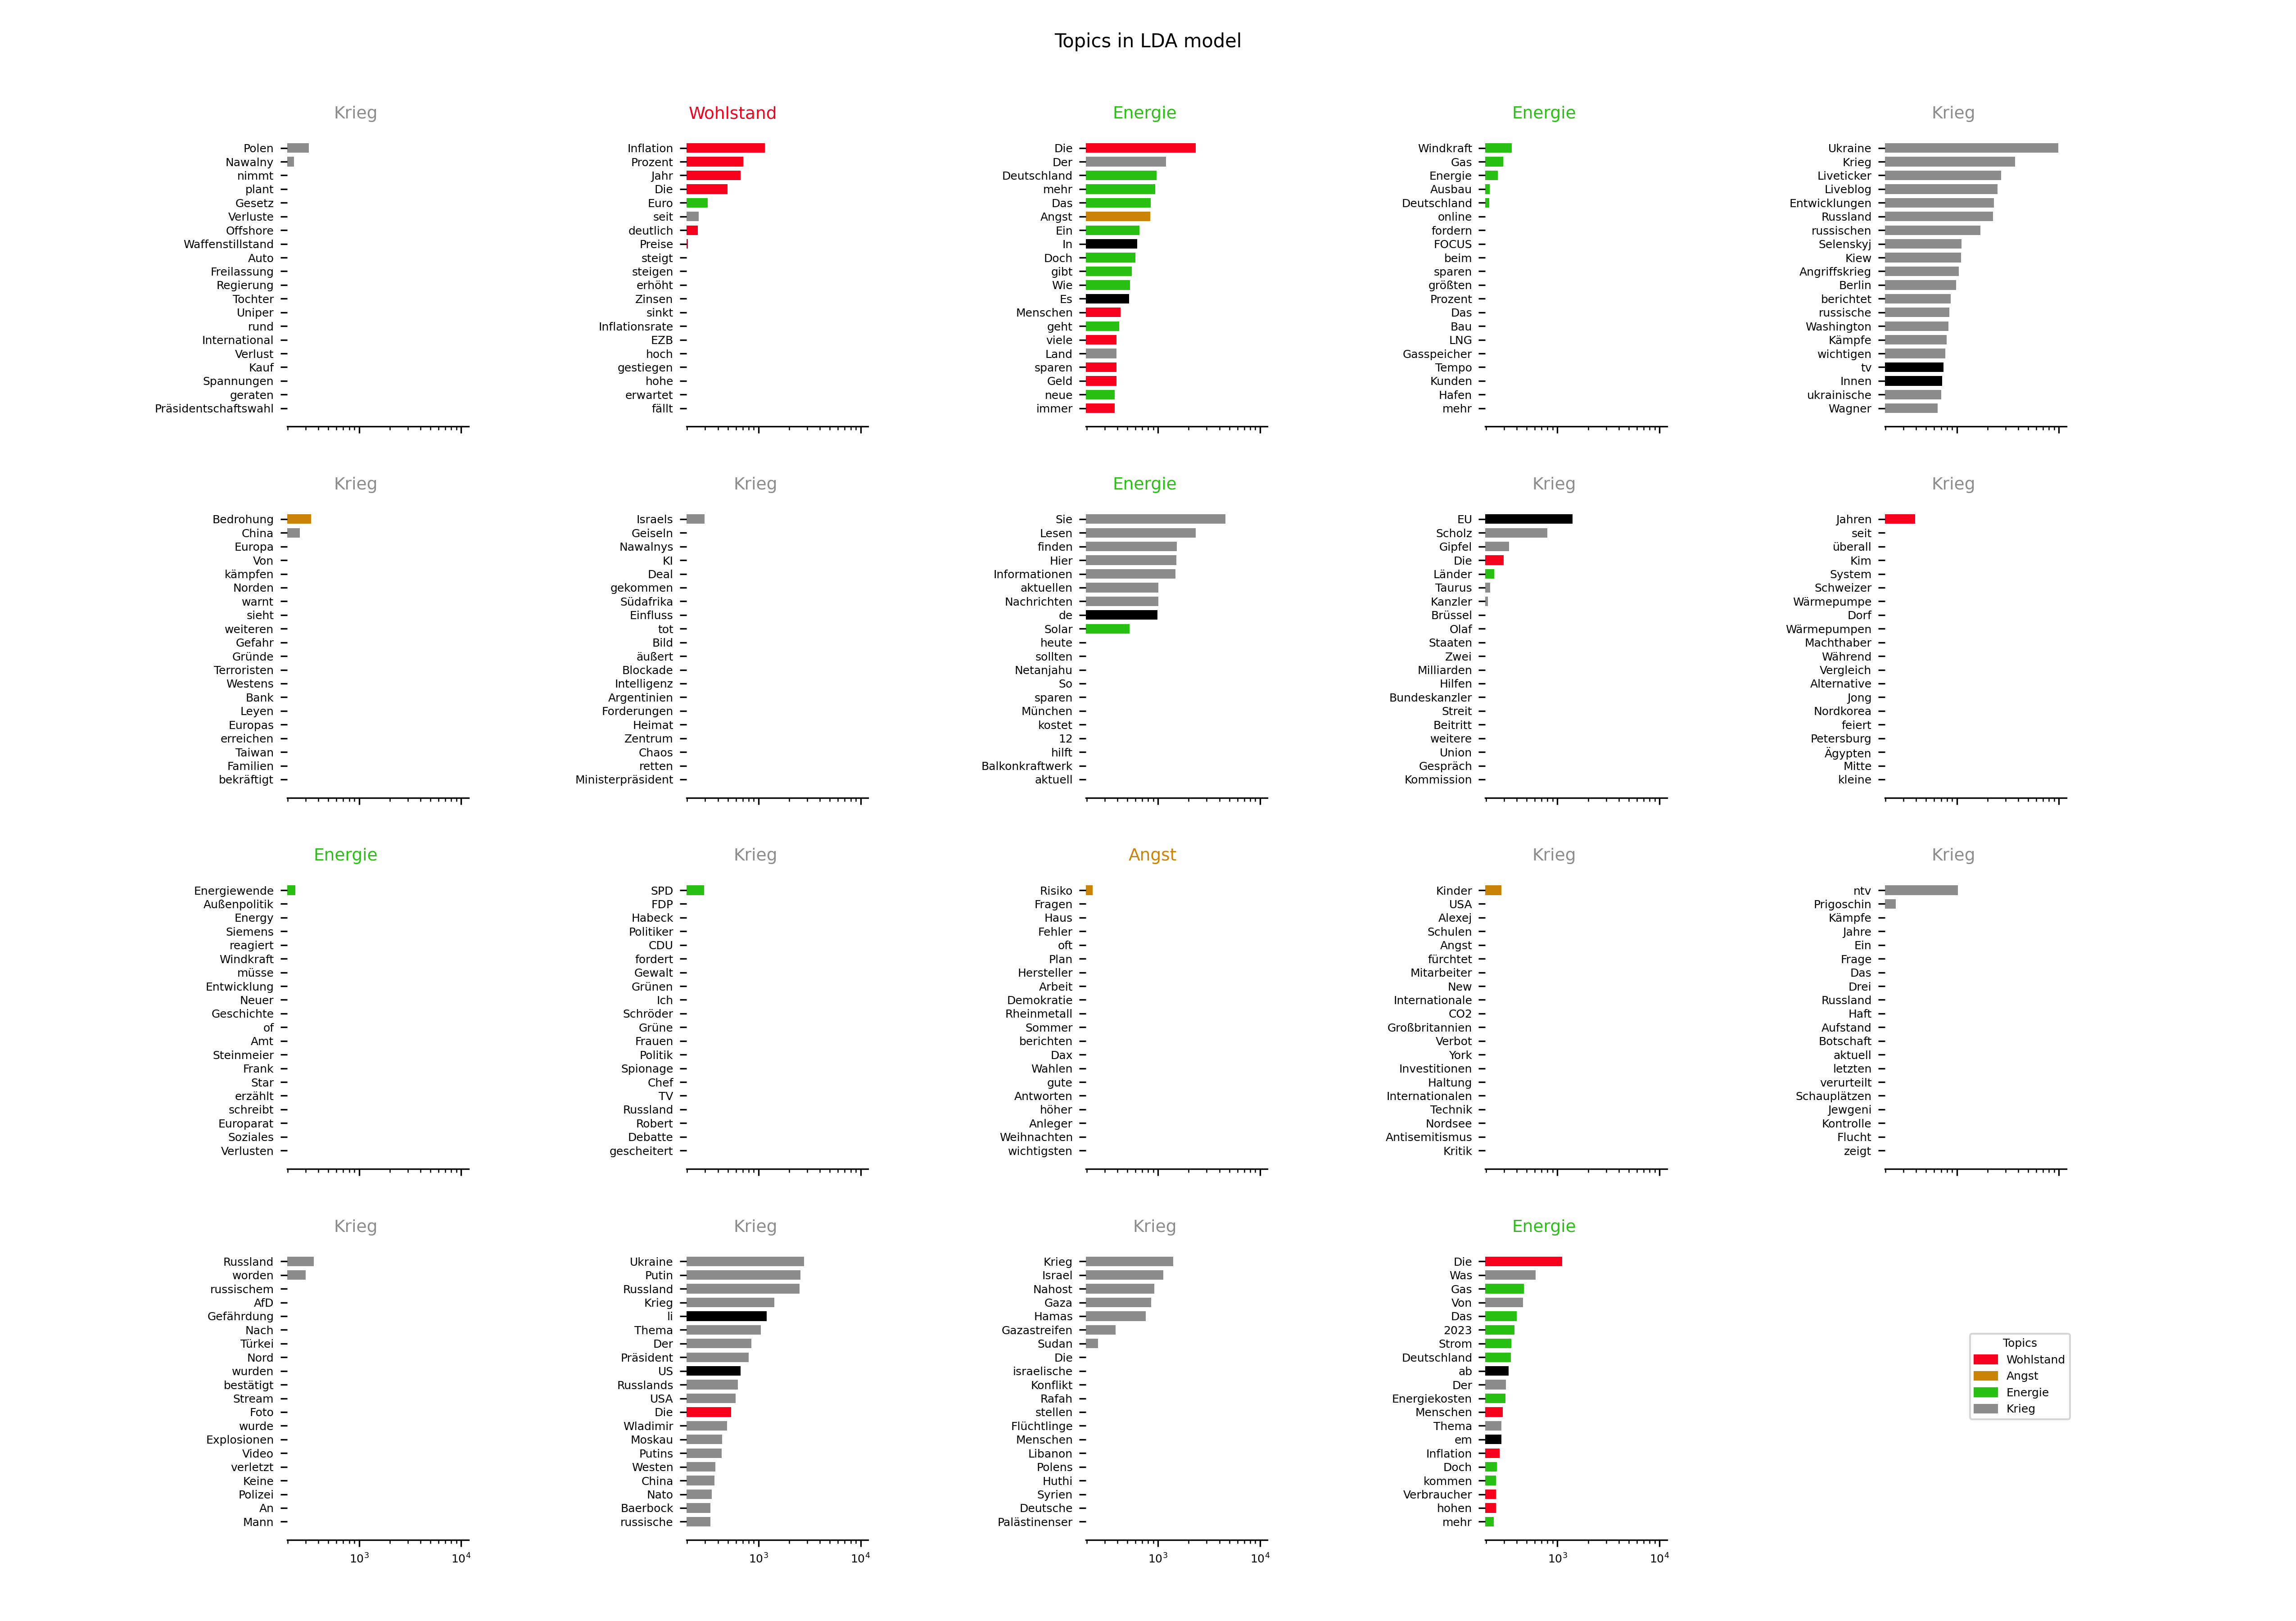 Topics in LDA model
Krieg
Polen
Nawalny
nimmt
plant
Gesetz
Verluste
Offshore
Waffenstillstand
Auto
Freilassung
Regierung
Tochter
Uniper
rund
International
Verlust
Kauf
Spannungen
geraten
Präsidentschaftswahl
Wohlstand
Inflation
Prozent
Jahr
Die
Euro
seit
deutlich
Preise
steigt
steigen
erhöht
Zinsen
sinkt
Inflationsrate
EZB
hoch
gestiegen
hohe
erwartet
fällt
Energie
Die
Der
Deutschland
mehr
Das
Angst
Ein
In
Doch
gibt
Wie
Es
Menschen
geht
viele
Land
sparen
Geld
neue
immer
Energie
Windkraft
Gas
Energie
Ausbau
Deutschland
online
fordern
FOCUS
beim
sparen
größten
Prozent
Das
Bau
LNG
Gasspeicher
Tempo
Kunden
Hafen
mehr
Krieg
Ukraine
Krieg
Liveticker
Liveblog
Entwicklungen
Russland
russischen
Selenskyj
Kiew
Angriffskrieg
Berlin
berichtet
russische
Washington
Kämpfe
wichtigen
tv
Innen
ukrainische
Wagner
Krieg
Bedrohung
China
Europa
Von
kämpfen
Norden
warnt
sieht
weiteren
Gefahr
Gründe
Terroristen
Westens
Bank
Leyen
Europas
erreichen
Taiwan
Familien
bekräftigt
Krieg
Israels
Geiseln
Nawalnys
KI
Deal
gekommen
Südafrika
Einfluss
tot
Bild
äußert
Blockade
Intelligenz
Argentinien
Forderungen
Heimat
Zentrum
Chaos
retten
Ministerpräsident
Energie
Sie
Lesen
finden
Hier
Informationen
aktuellen
Nachrichten
de
Solar
heute
sollten
Netanjahu
So
sparen
München
kostet
12
hilft
Balkonkraftwerk
aktuell
Krieg
EU
Scholz
Gipfel
Die
Länder
Taurus
Kanzler
Brüssel
Olaf
Staaten
Zwei
Milliarden
Hilfen
Bundeskanzler
Streit
Beitritt
weitere
Union
Gespräch
Kommission
Krieg
Jahren
seit
überall
Kim
System
Schweizer
Wärmepumpe
Dorf
Wärmepumpen
Machthaber
Während
Vergleich
Alternative
Jong
Nordkorea
feiert
Petersburg
Ägypten
Mitte
kleine
Energie
Energiewende
Außenpolitik
Energy
Siemens
reagiert
Windkraft
müsse
Entwicklung
Neuer
Geschichte
of
Amt
Steinmeier
Frank
Star
erzählt
schreibt
Europarat
Soziales
Verlusten
Krieg
SPD
FDP
Habeck
Politiker
CDU
fordert
Gewalt
Grünen
Ich
Schröder
Grüne
Frauen
Politik
Spionage
Chef
TV
Russland
Robert
Debatte
gescheitert
Angst
Risiko
Fragen
Haus
Fehler
oft
Plan
Hersteller
Arbeit
Demokratie
Rheinmetall
Sommer
berichten
Dax
Wahlen
gute
Antworten
höher
Anleger
Weihnachten
wichtigsten
Krieg
Kinder
USA
Alexej
Schulen
Angst
fürchtet
Mitarbeiter
New
Internationale
CO2
Großbritannien
Verbot
York
Investitionen
Haltung
Internationalen
Technik
Nordsee
Antisemitismus
Kritik
Krieg
ntv
Prigoschin
Kämpfe
Jahre
Ein
Frage
Das
Drei
Russland
Haft
Aufstand
Botschaft
aktuell
letzten
verurteilt
Schauplätzen
Jewgeni
Kontrolle
Flucht
zeigt
Krieg
Russland
worden
russischem
AfD
Gefährdung
Nach
Türkei
Nord
wurden
bestätigt
Stream
Foto
wurde
Explosionen
Video
verletzt
Keine
Polizei
An
Mann
10³ 10⁴
Krieg
Ukraine
Putin
Russland
Krieg
li
Thema
Der
Präsident
US
Russlands
USA
Die
Wladimir
Moskau
Putins
Westen
China
Nato
Baerbock
russische
10³ 10⁴
Krieg
Krieg
Israel
Nahost
Gaza
Hamas
Gazastreifen
Sudan
Die
israelische
Konflikt
Rafah
stellen
Flüchtlinge
Menschen
Libanon
Polens
Huthi
Syrien
Deutsche
Palästinenser
10³ 10⁴
Energie
Die
Was
Gas
Von
Das
2023
Strom
Deutschland
ab
Der
Energiekosten
Menschen
Thema
em
Inflation
Doch
kommen
Verbraucher
hohen
mehr
10³ 10⁴
Topics
Wohlstand
Angst
Energie
Krieg